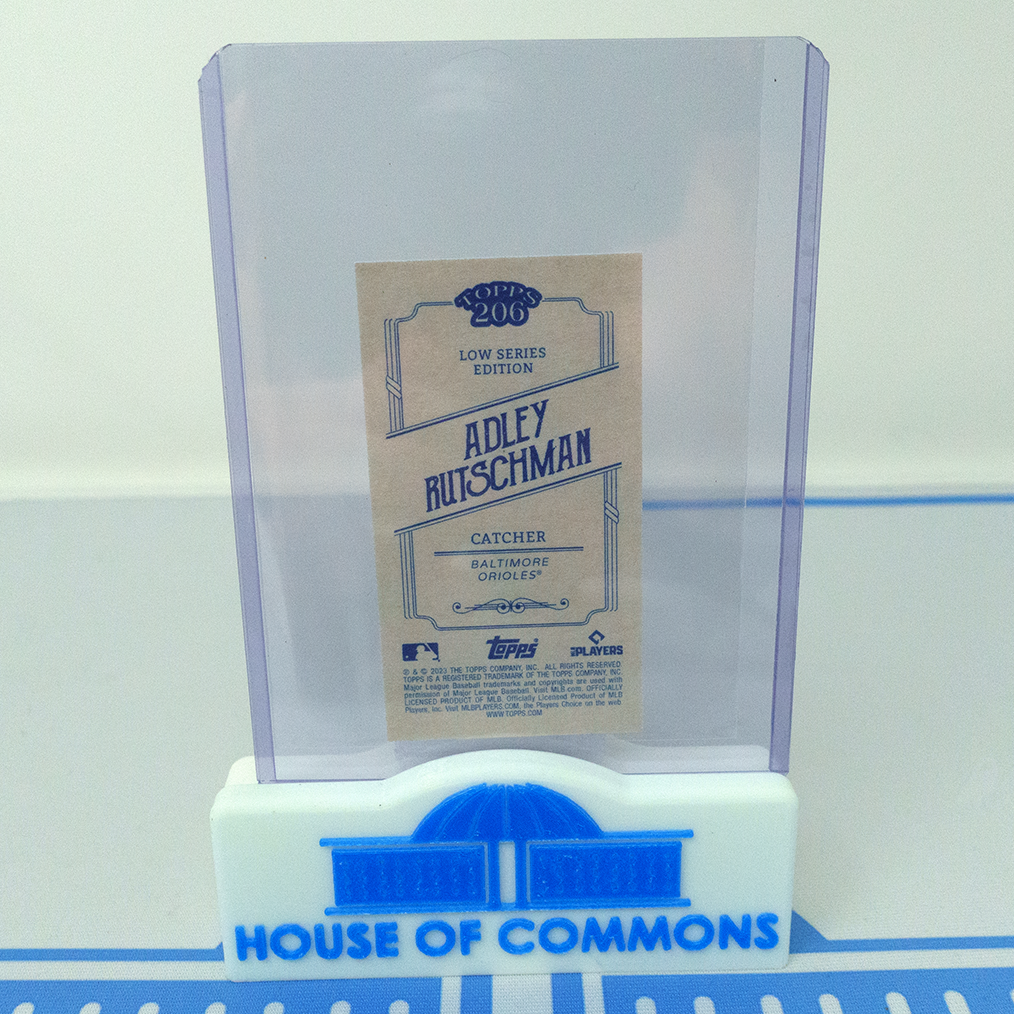 TOPPS
206
LOW SERIES
EDITION
ADLEY
RUTSCHMAN
CATCHER
BALTIMORE
ORIOLES®
topps®
PLAYERS
© & © 2023 THE TOPPS COMPANY, INC. ALL RIGHTS RESERVED
TOPPS IS A REGISTERED TRADEMARK OF THE TOPPS COMPANY, INC.
Major League Baseball trademarks and copyrights are used with
permission of Major League Baseball. Visit MLB.com. OFFICIALLY
LICENSED PRODUCT OF MLB. Officially Licensed Product of MLB
Players, Inc. Visit MLBPLAYERS.COM, the Players Choice on the web
WWW.TOPPS.COM
HOUSE OF COMMONS